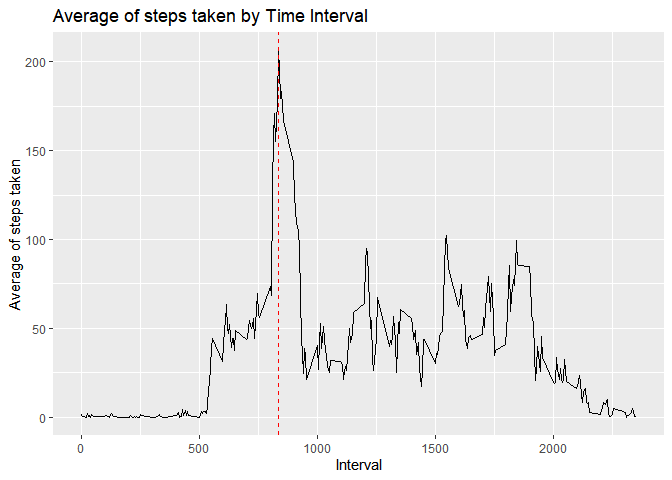 Average of steps taken by Time Interval
Average of steps taken
200
150
100
50
0
0 500 1000 1500 2000
Interval